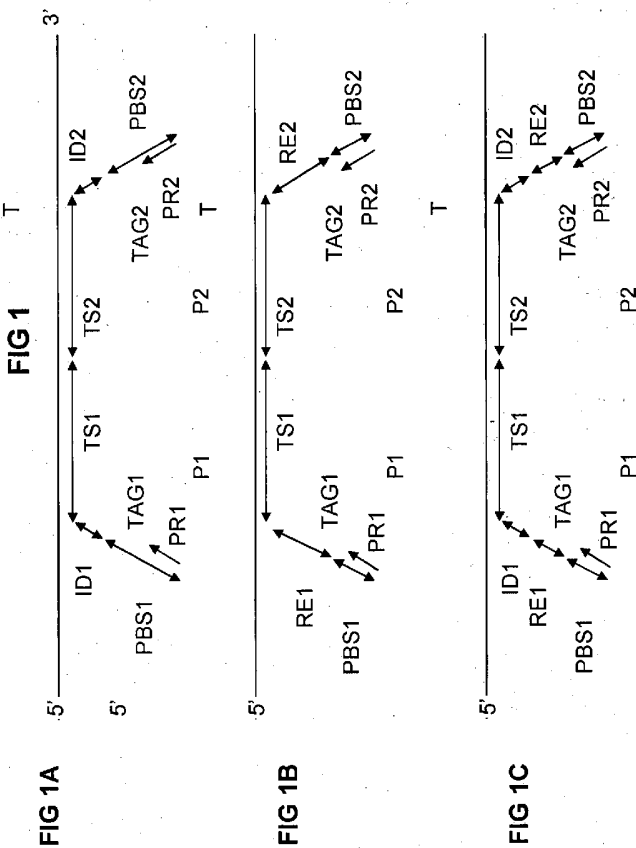 T
FIG 1
FIG 1A
5'
3'
TS1
TS2
ID1
ID2
5'
TAG1
TAG2
PBS1
PBS2
PR1
PR2
P1
P2
T
FIG 1B
5'
TS1
TS2
RE1
RE2
TAG1
TAG2
PBS1
PBS2
PR1
PR2
P1
P2
T
FIG 1C
5'
TS1
TS2
ID1
ID2
RE1
RE2
TAG1
TAG2
PBS1
PBS2
PR1
PR2
P1
P2